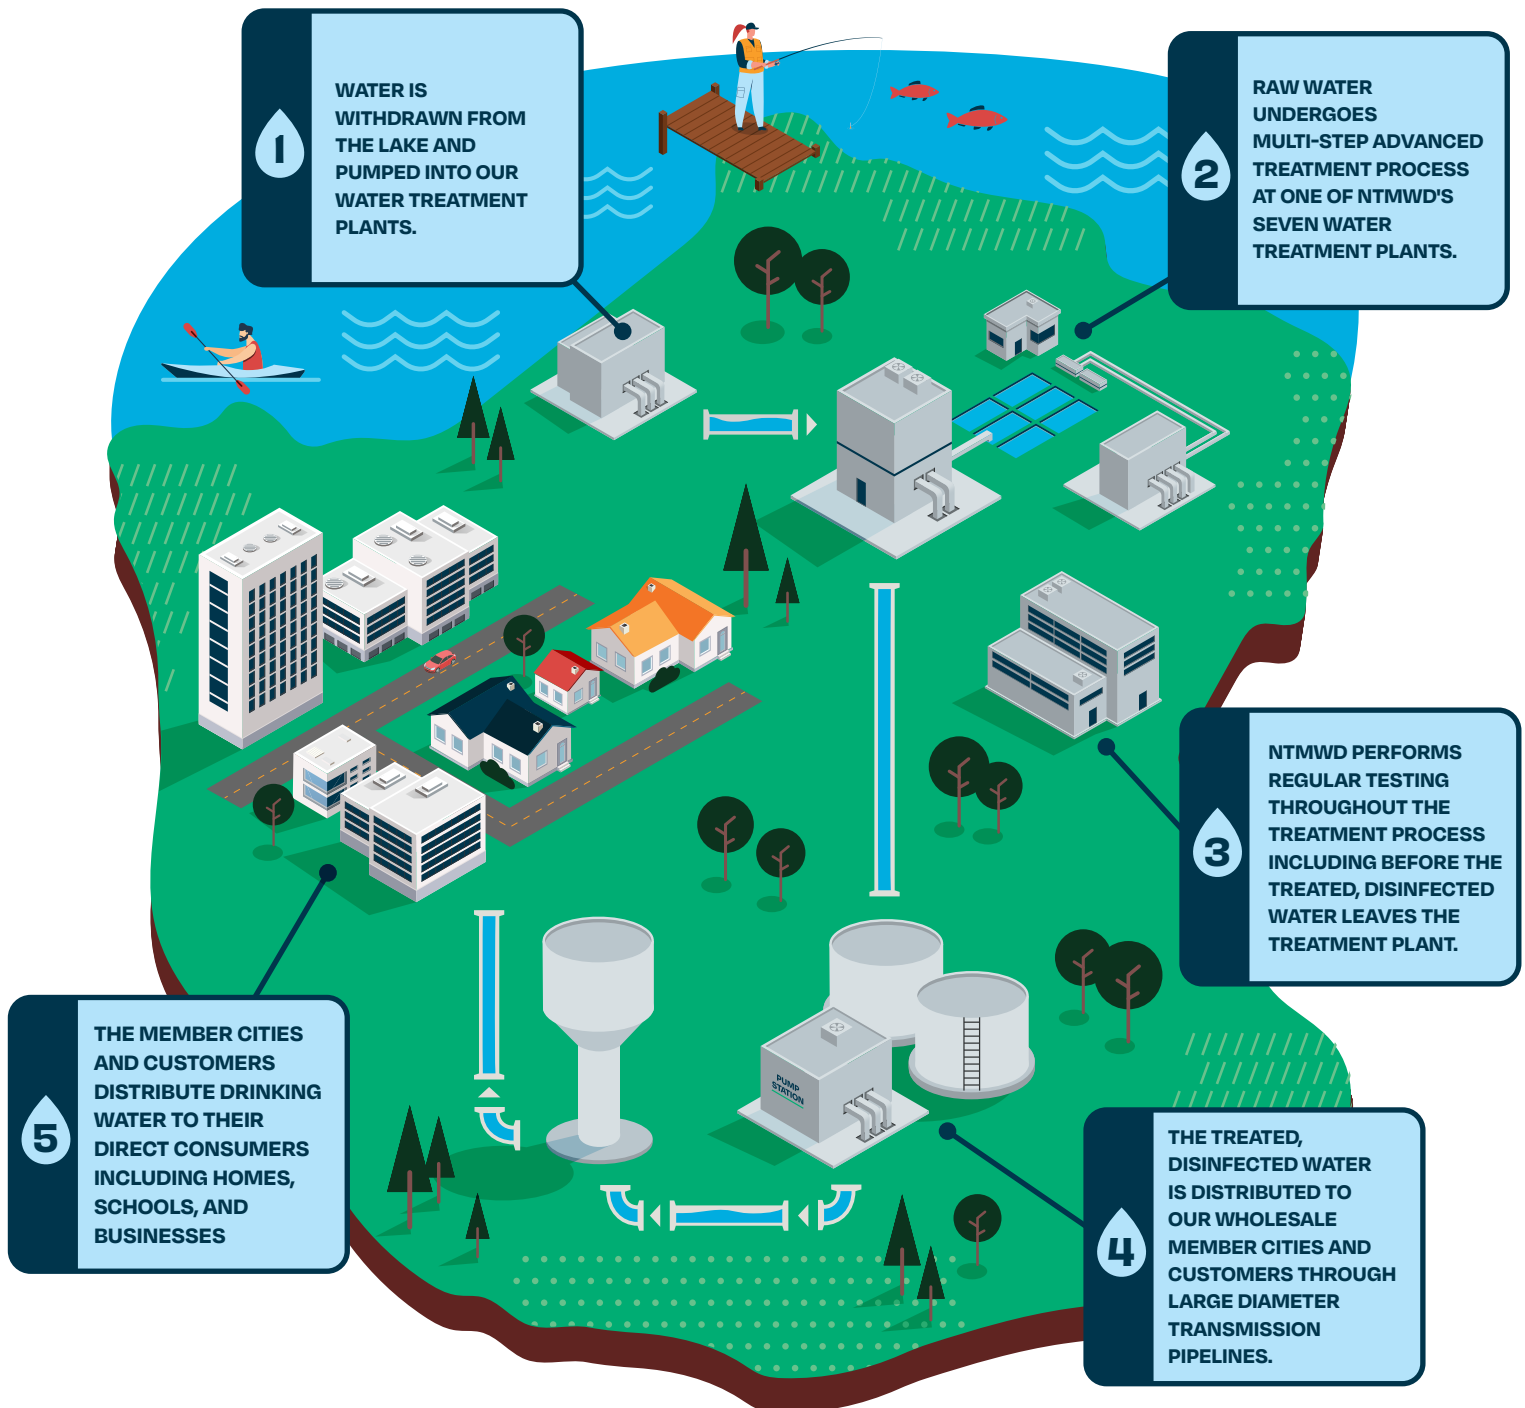 1
WATER IS
WITHDRAWN FROM
THE LAKE AND
PUMPED INTO OUR
WATER TREATMENT
PLANTS.
2
RAW WATER
UNDERGOES
MULTI-STEP ADVANCED
TREATMENT PROCESS
AT ONE OF NTMWD'S
SEVEN WATER
TREATMENT PLANTS.
3
NTMWD PERFORMS
REGULAR TESTING
THROUGHOUT THE
TREATMENT PROCESS
INCLUDING BEFORE THE
TREATED, DISINFECTED
WATER LEAVES THE
TREATMENT PLANT.
PUMP
STATION
4
THE TREATED,
DISINFECTED WATER
IS DISTRIBUTED TO
OUR WHOLESALE
MEMBER CITIES AND
CUSTOMERS THROUGH
LARGE DIAMETER
TRANSMISSION
PIPELINES.
5
THE MEMBER CITIES
AND CUSTOMERS
DISTRIBUTE DRINKING
WATER TO THEIR
DIRECT CONSUMERS
INCLUDING HOMES,
SCHOOLS, AND
BUSINESSES